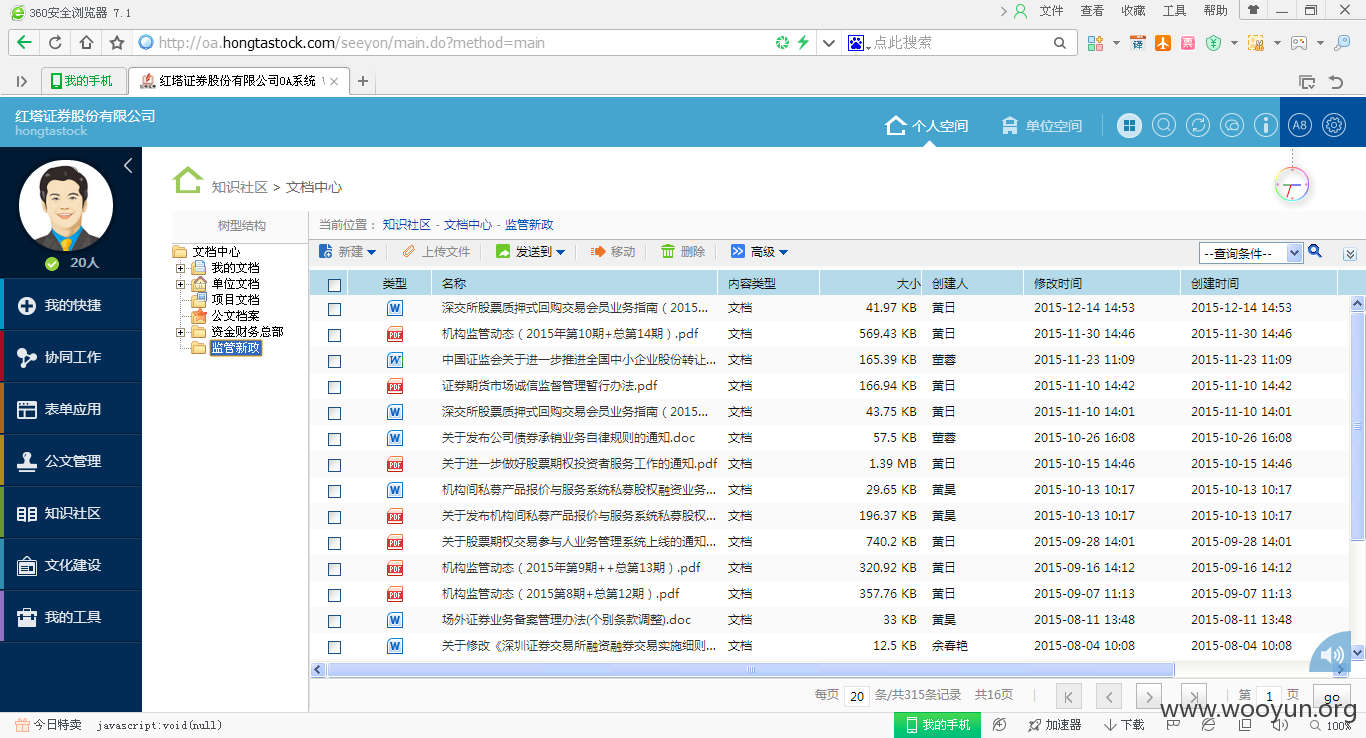 360安全浏览器 7.1
文件 查看 收藏 工具 帮助
http://oa.hongtastock.com/seeyon/main.do?method=main
点此搜索
译
票
我的手机
红塔证券股份有限公司OA系统
红塔证券股份有限公司
hongtastock
个人空间
单位空间
A8
20人
我的快捷
协同工作
表单应用
公文管理
知识社区
文化建设
我的工具
知识社区 > 文档中心
树型结构
文档中心
我的文档
单位文档
项目文档
公文档案
资金财务总部
监管新政
当前位置： 知识社区 - 文档中心 - 监管新政
新建 上传文件 发送到 移动 删除 高级
--查询条件--
类型 名称 内容类型 大小 创建人 修改时间 创建时间
深交所股票质押式回购交易会员业务指南（2015... 文档 41.97 KB 黄日 2015-12-14 14:53 2015-12-14 14:53
机构监管动态（2015年第10期+总第14期）.pdf 文档 569.43 KB 黄日 2015-11-30 14:46 2015-11-30 14:46
中国证监会关于进一步推进全国中小企业股份转让... 文档 165.39 KB 董蓉 2015-11-23 11:09 2015-11-23 11:09
证券期货市场诚信监督管理暂行办法.pdf 文档 166.94 KB 黄日 2015-11-10 14:42 2015-11-10 14:42
深交所股票质押式回购交易会员业务指南（2015... 文档 43.75 KB 黄日 2015-11-10 14:01 2015-11-10 14:01
关于发布公司债券承销业务自律规则的通知.doc 文档 57.5 KB 董蓉 2015-10-26 16:08 2015-10-26 16:08
关于进一步做好股票期权投资者服务工作的通知.pdf 文档 1.39 MB 黄日 2015-10-15 14:46 2015-10-15 14:46
机构间私募产品报价与服务系统私募股权融资业务... 文档 29.65 KB 黄昊 2015-10-13 10:17 2015-10-13 10:17
关于发布机构间私募产品报价与服务系统私募股权... 文档 196.37 KB 黄昊 2015-10-13 10:17 2015-10-13 10:17
关于股票期权交易参与人业务管理系统上线的通知... 文档 740.2 KB 黄日 2015-09-28 14:01 2015-09-28 14:01
机构监管动态（2015年第9期++总第13期）.pdf 文档 320.92 KB 黄日 2015-09-16 14:12 2015-09-16 14:12
机构监管动态（2015第8期+总第12期）.pdf 文档 357.76 KB 黄日 2015-09-07 11:13 2015-09-07 11:13
场外证券业务备案管理办法(个别条款调整).doc 文档 33 KB 黄昊 2015-08-11 13:48 2015-08-11 13:48
关于修改《深圳证券交易所融资融券交易实施细则... 文档 12.5 KB 余春艳 2015-08-04 10:08 2015-08-04 10:08
每页 20 条/共315条记录 共16页 第 1 页 go
www.wooyun.org
今日特卖 javascript:void(null)
我的手机 加速器 下载 100%